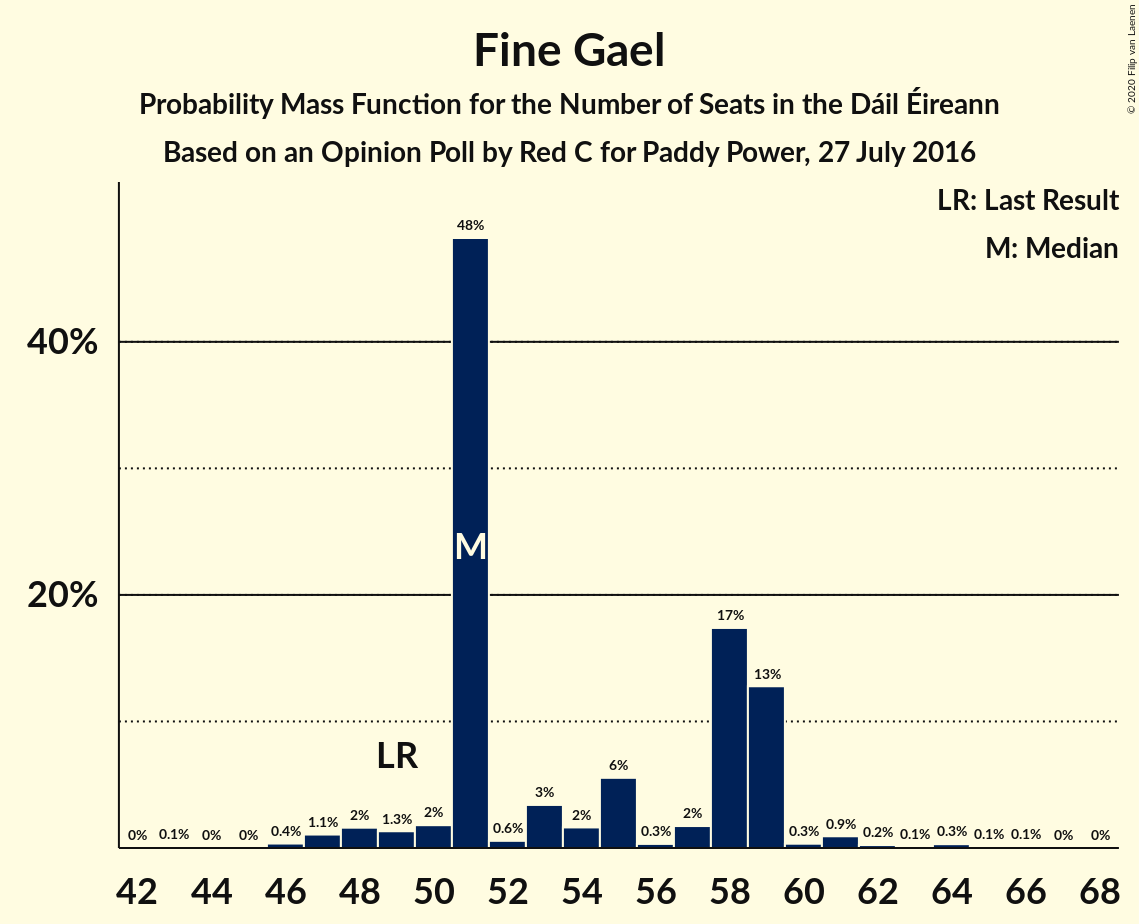 Fine Gael
Probability Mass Function for the Number of Seats in the Dáil Éireann
Based on an Opinion Poll by Red C for Paddy Power, 27 July 2016
© 2020 Filip van Laenen
LR: Last Result
M: Median
48%
40%
M
20%
17%
13%
LR
6%
3%
2%
2%
2%
2%
1.3%
1.1%
0.9%
0.6%
0% 0.1% 0% 0% 0.4% 0.3% 0.3% 0.2% 0.1% 0.3% 0.1% 0.1% 0% 0%
42 44 46 48 50 52 54 56 58 60 62 64 66 68